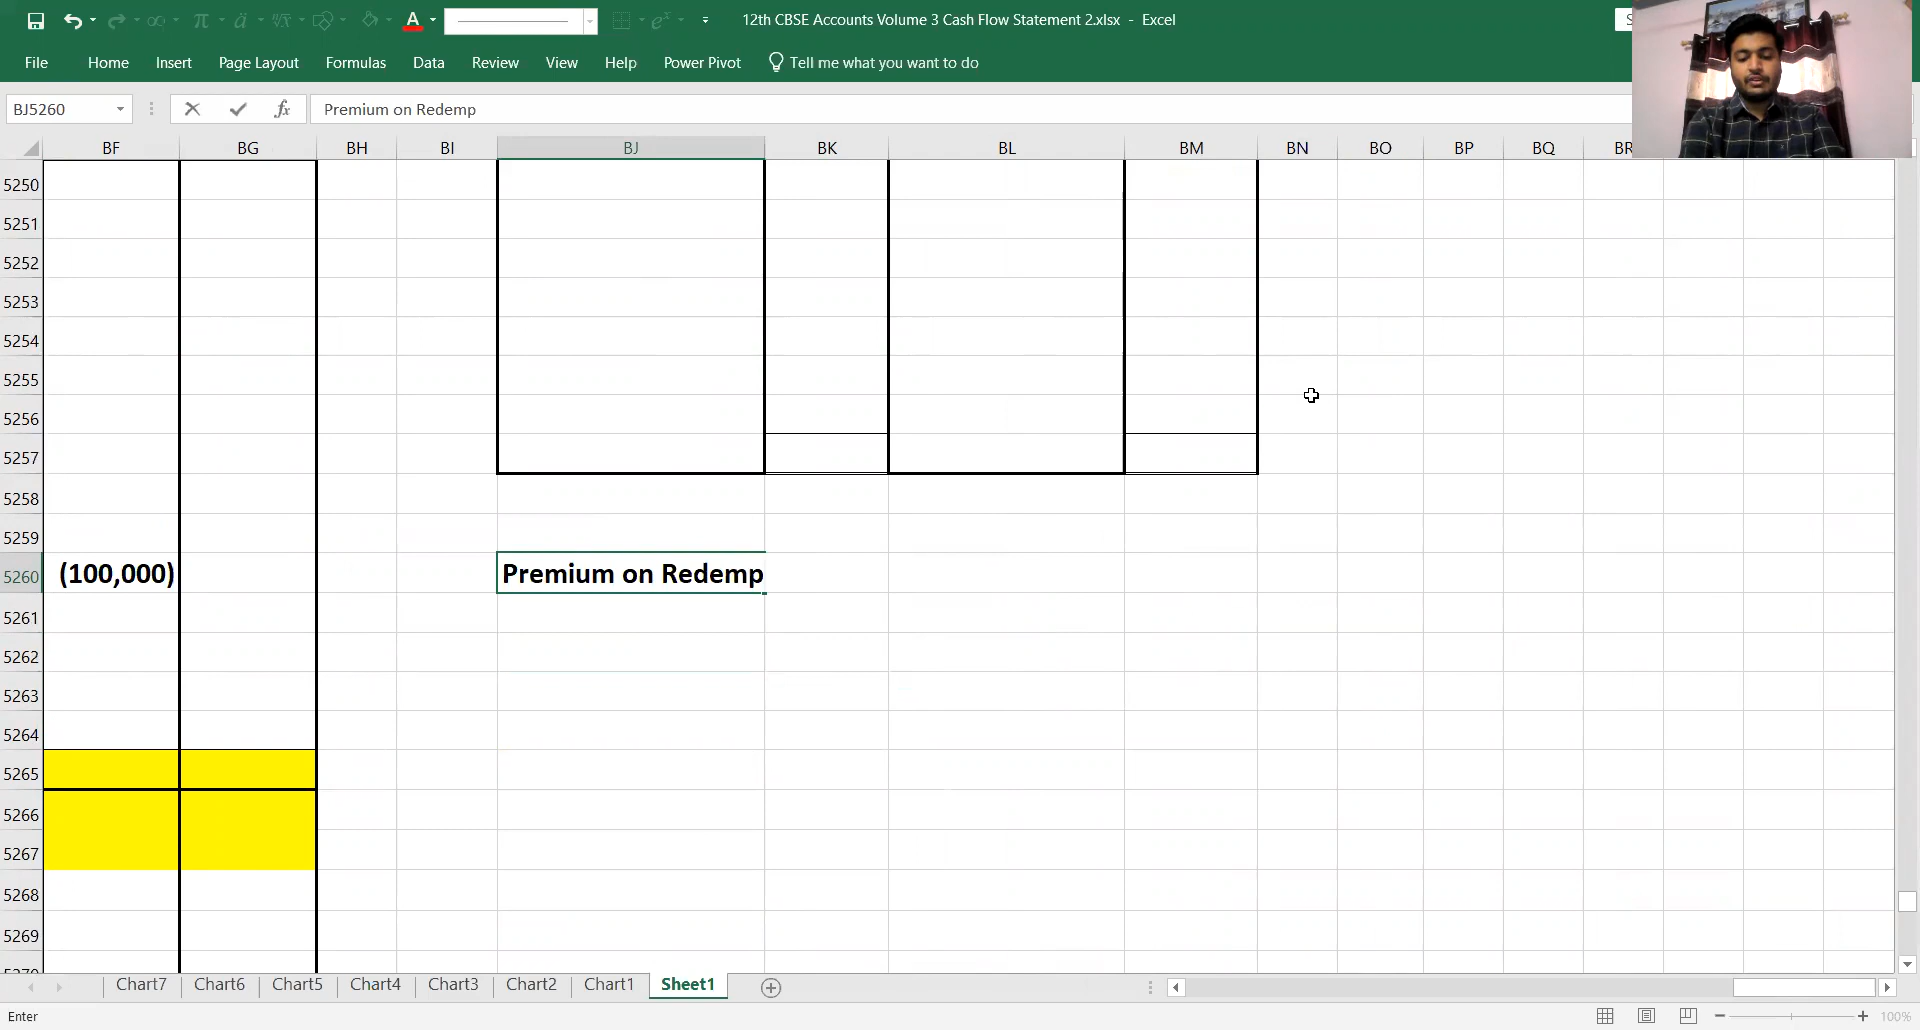 12th CBSE Accounts Volume 3 Cash Flow Statement 2.xlsx - Excel
File Home Insert Page Layout Formulas Data Review View Help Power Pivot Tell me what you want to do
BJ5260 fx Premium on Redemp
BF BG BH BI BJ BK BL BM BN BO BP BQ BR
5250
5251
5252
5253
5254
5255
5256
5257
5258
5259
5260 (100,000) Premium on Redemp
5261
5262
5263
5264
5265
5266
5267
5268
5269
Chart7 Chart6 Chart5 Chart4 Chart3 Chart2 Chart1 Sheet1
Enter 100%